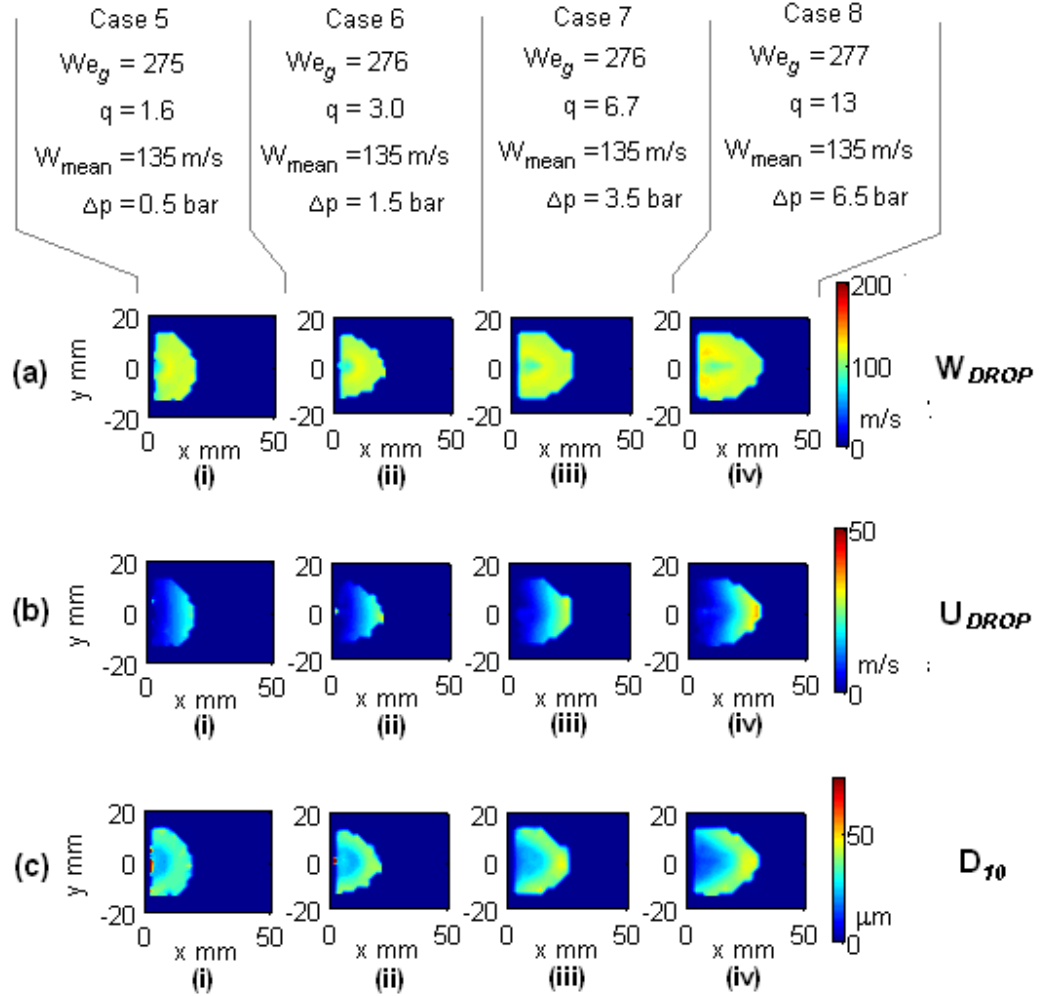 Case 5 Case 6 Case 7 Case 8
We_g = 275 We_g = 276 We_g = 276 We_g = 277
q = 1.6 q = 3.0 q = 6.7 q = 13
W_mean =135 m/s W_mean =135 m/s W_mean =135 m/s W_mean =135 m/s
Δp =0.5 bar Δp = 1.5 bar Δp = 3.5 bar Δp = 6.5 bar
(a) y mm 20 0 -20 20 0 -20 20 0 -20 20 0 -20 200 100 m/s 0 W_DROP
0 50 0 50 0 50 0 50
x mm x mm x mm x mm
(i) (ii) (iii) (iv)
(b) y mm 20 0 -20 20 0 -20 20 0 -20 20 0 -20 50 m/s 0 U_DROP
0 50 0 50 0 50 0 50
x mm x mm x mm x mm
(i) (ii) (iii) (iv)
(c) y mm 20 0 -20 20 0 -20 20 0 -20 20 0 -20 50 μm 0 D_10
0 50 0 50 0 50 0 50
x mm x mm x mm x mm
(i) (ii) (iii) (iv)